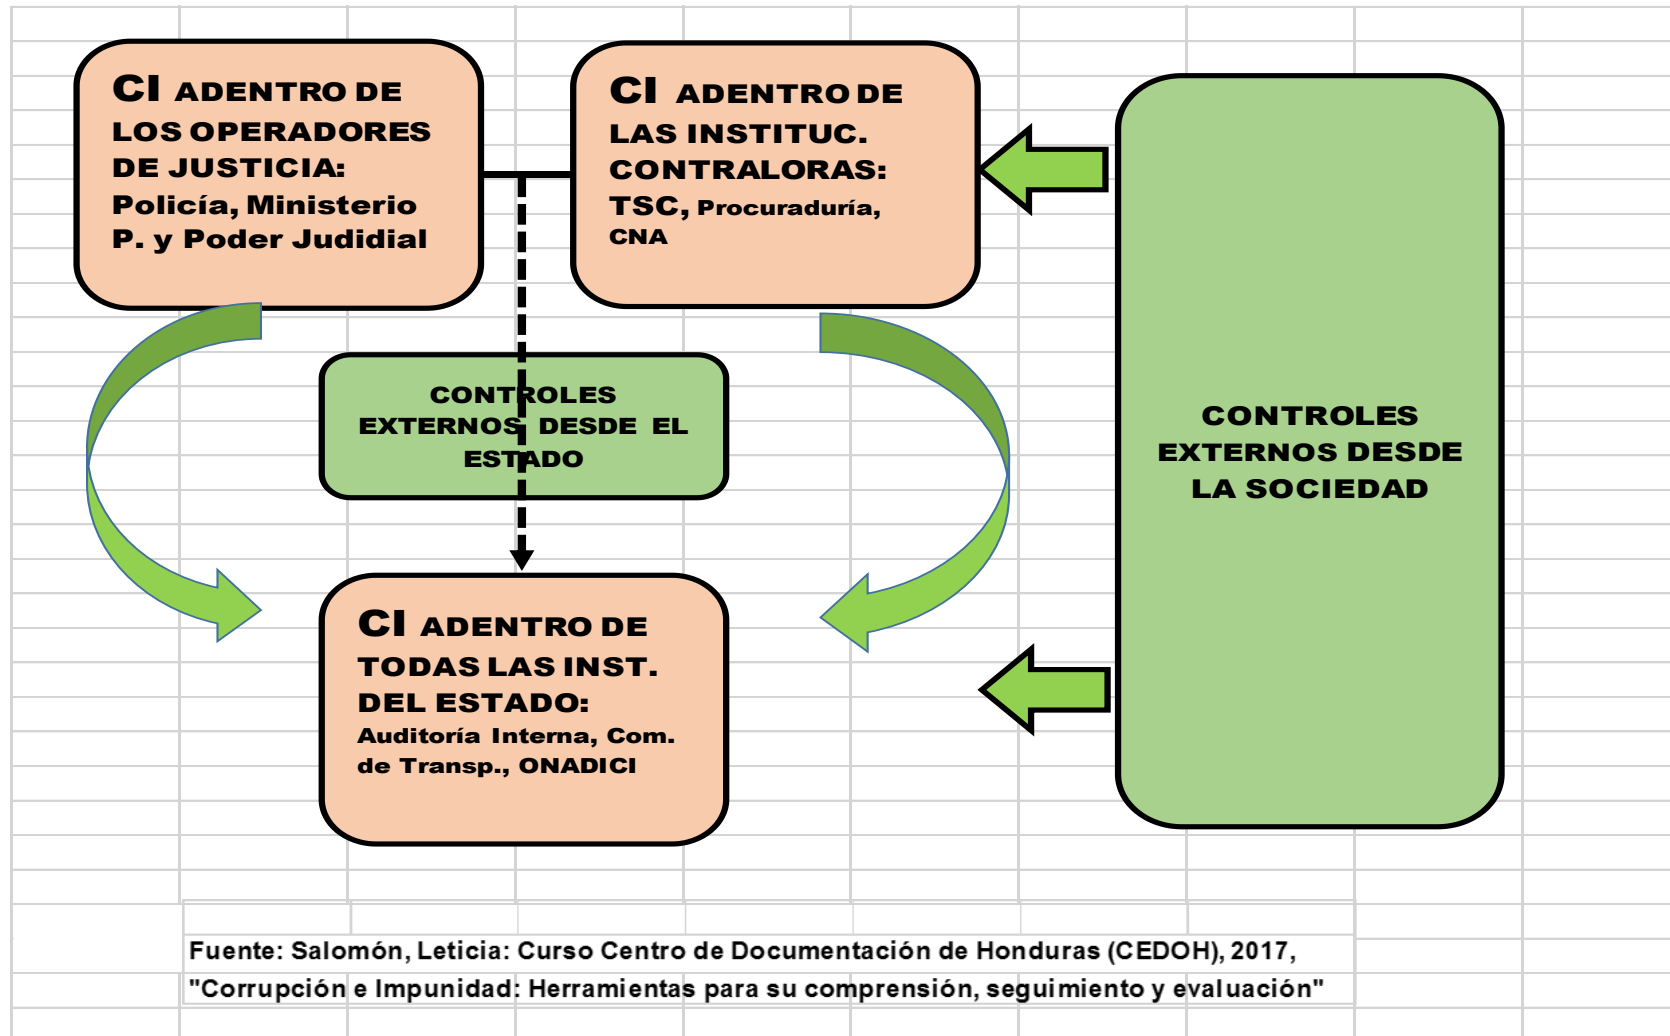 CI ADENTRO DE
LOS OPERADORES
DE JUSTICIA:
Policía, Ministerio
P. y Poder Judidial
CI ADENTRO DE
LAS INSTITUC.
CONTRALORAS:
TSC, Procuraduría,
CNA
CONTROLES
EXTERNOS DESDE EL
ESTADO
CONTROLES
EXTERNOS DESDE
LA SOCIEDAD
CI ADENTRO DE
TODAS LAS INST.
DEL ESTADO:
Auditoría Interna, Com.
de Transp., ONADICI
Fuente: Salomón, Leticia: Curso Centro de Documentación de Honduras (CEDOH), 2017,
"Corrupción e Impunidad: Herramientas para su comprensión, seguimiento y evaluación"